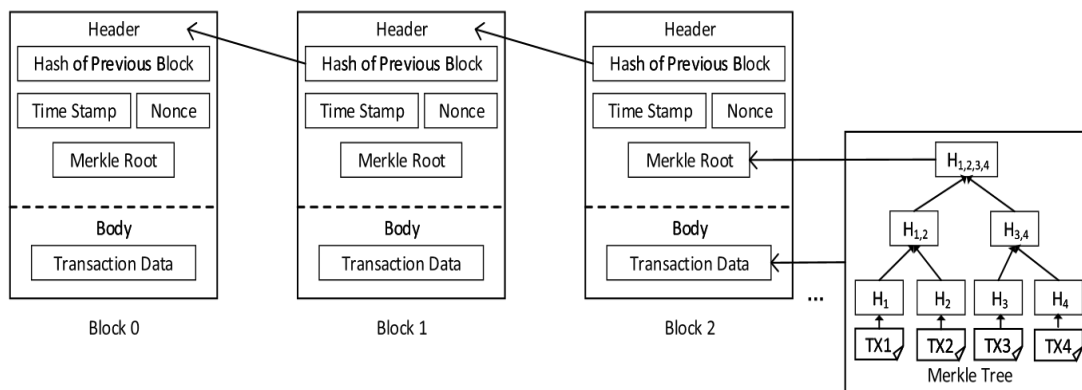 Header
Hash of Previous Block
Time Stamp
Nonce
Merkle Root
Body
Transaction Data
Block 0
Header
Hash of Previous Block
Time Stamp
Nonce
Merkle Root
Body
Transaction Data
Block 1
Header
Hash of Previous Block
Time Stamp
Nonce
Merkle Root
Body
Transaction Data
Block 2
...
H1,2,3,4
H1,2
H3,4
H1
H2
H3
H4
TX1
TX2
TX3
TX4
Merkle Tree